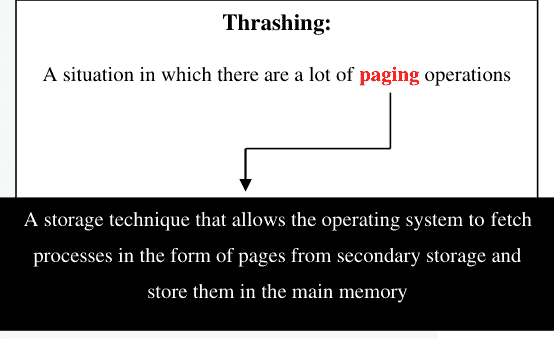 Thrashing:
A situation in which there are a lot of paging operations
A storage technique that allows the operating system to fetch
processes in the form of pages from secondary storage and
store them in the main memory